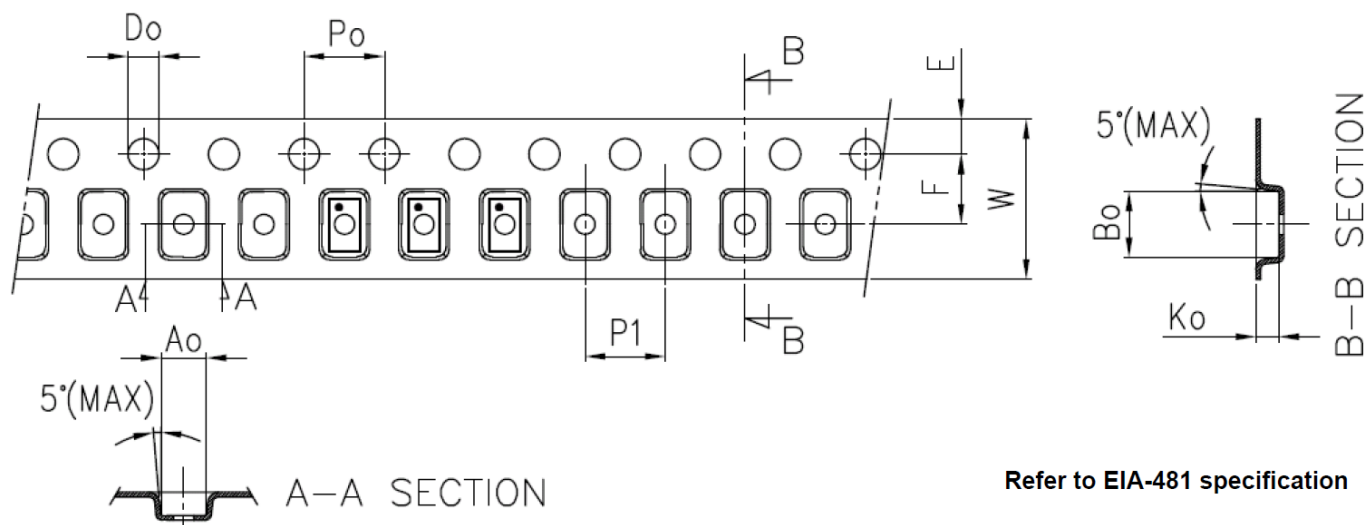 Do
Po
B
E
5°(MAX)
F
W
Bo
B-B SECTION
A
A
Ko
Ao
P1
B
5°(MAX)
A-A SECTION
Refer to EIA-481 specification